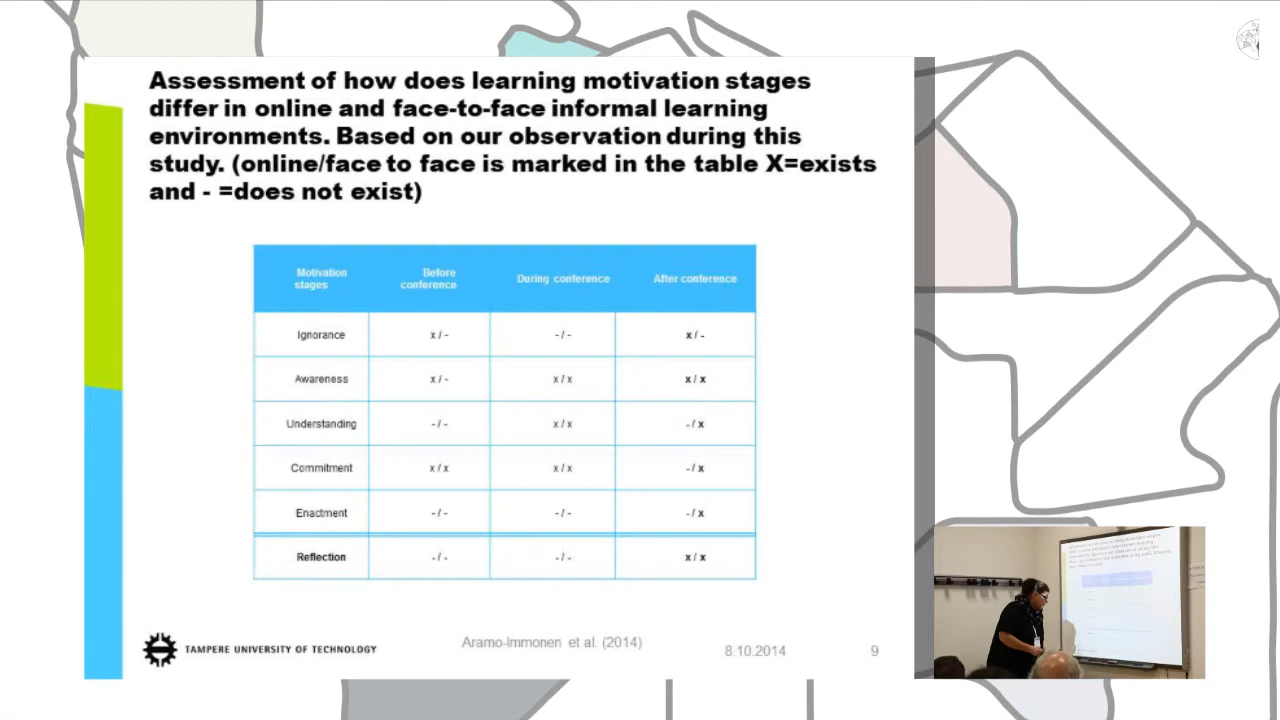 Assessment of how does learning motivation stages
differ in online and face-to-face informal learning
environments. Based on our observation during this
study. (online/face to face is marked in the table X=exists
and - =does not exist)
Motivation stages Before conference During conference After conference
Ignorance x / - - / - x / -
Awareness x / - x / x x / x
Understanding - / - x / x - / x
Commitment x / x x / x - / x
Enactment - / - - / - - / x
Reflection - / - - / - x / x
TAMPERE UNIVERSITY OF TECHNOLOGY
Aramo-Immonen et al. (2014)
8.10.2014
9